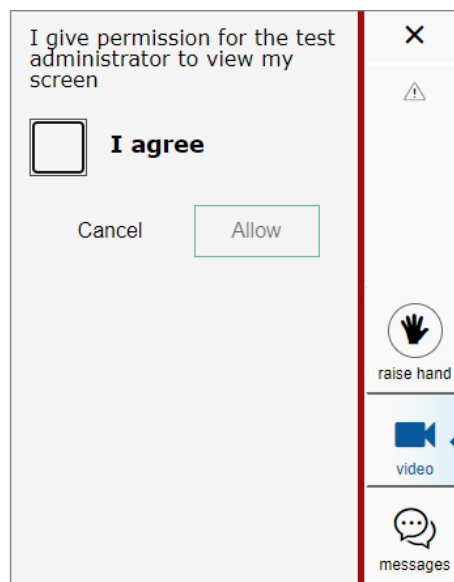 I give permission for the test
administrator to view my
screen
I agree
Cancel
Allow
raise hand
video
messages